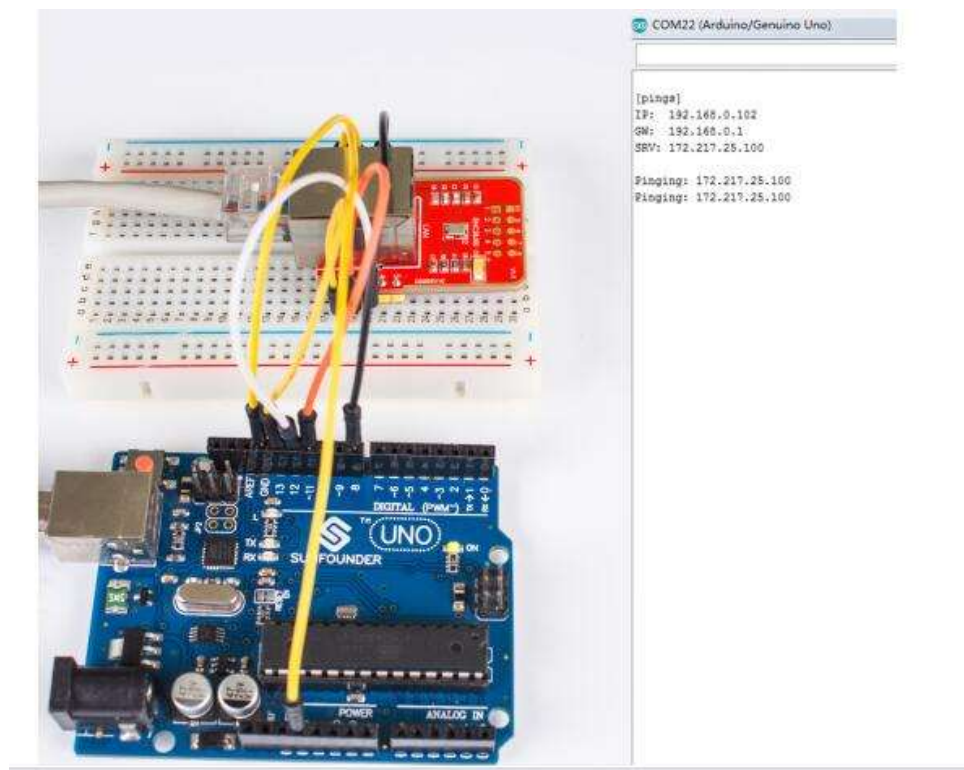 COM22 (Arduino/Genuino Uno)
[pings]
IP: 192.168.0.102
GW: 192.168.0.1
SRV: 172.217.25.100
Pinging: 172.217.25.100
Pinging: 172.217.25.100
LAN
AREF
GND
13
12
~11
~9
8
7
~6
~5
4
~3
2
TX→1
RX←0
DIGITAL (PWM~)
L
TX
RX
TM
UNO
SUNFOUNDER
ON
POWER
ANALOG IN